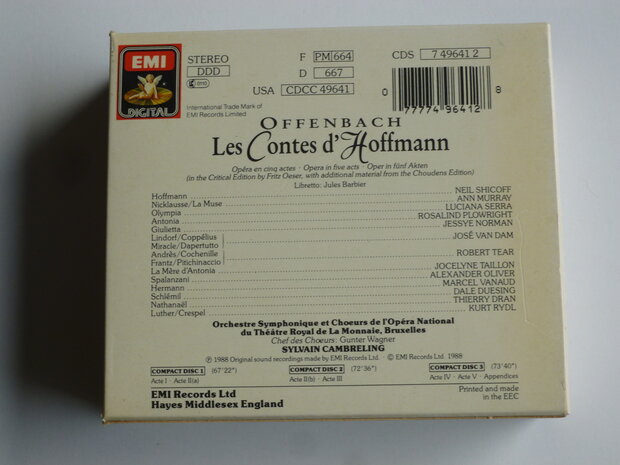 EMI
DIGITAL
STEREO
DDD
F PM 664
D 667
USA CDCC 49641
CDS 7 49641 2
0 77774 96412 8
International Trade Mark of
EMI Records Limited
OFFENBACH
Les Contes d'Hoffmann
Opéra en cinq actes · Opera in five acts · Oper in fünf Akten
(in the Critical Edition by Fritz Oeser, with additional material from the Choudens Edition)
Libretto: Jules Barbier
Hoffmann NEIL SHICOFF
Nicklausse/La Muse ANN MURRAY
Olympia LUCIANA SERRA
Antonia ROSALIND PLOWRIGHT
Giulietta JESSYE NORMAN
Lindorf/Coppélius JOSÉ VAN DAM
Miracle/Dapertutto
Andrès/Cochenille ROBERT TEAR
Frantz/Pitichinaccio
La Mère d'Antonia JOCELYNE TAILLON
Spalanzani ALEXANDER OLIVER
Hermann MARCEL VANAUD
Schlémil DALE DUESING
Nathanaël THIERRY DRAN
Luther/Crespel KURT RYDL
Orchestre Symphonique et Choeurs de l'Opéra National
du Théâtre Royal de La Monnaie, Bruxelles
Chef des Choeurs: Gunter Wagner
SYLVAIN CAMBRELING
Ⓟ 1988 Original sound recordings made by EMI Records Ltd. · © EMI Records Ltd. 1988
COMPACT DISC 1 (67'22") COMPACT DISC 2 (72'36") COMPACT DISC 3 (73'40")
Acte I · Acte II(a) Acte II(b) · Acte III Acte IV · Acte V · Appendices
EMI Records Ltd
Hayes Middlesex England
Printed and made
in the EEC